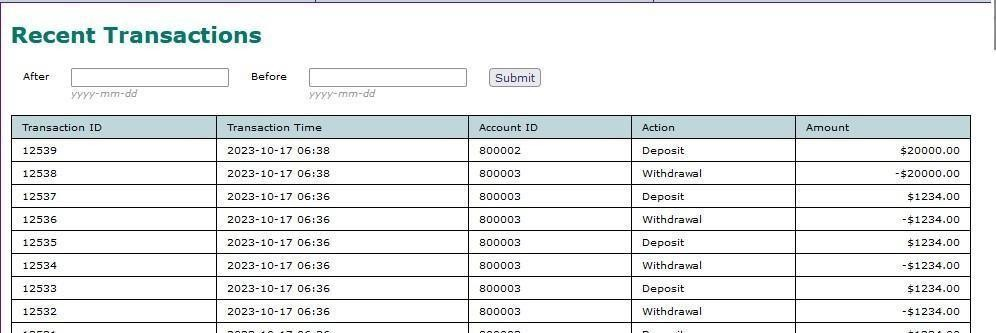 Recent Transactions
After Before Submit
yyyy-mm-dd yyyy-mm-dd
Transaction ID Transaction Time Account ID Action Amount
12539 2023-10-17 06:38 800002 Deposit $20000.00
12538 2023-10-17 06:38 800003 Withdrawal -$20000.00
12537 2023-10-17 06:36 800003 Deposit $1234.00
12536 2023-10-17 06:36 800003 Withdrawal -$1234.00
12535 2023-10-17 06:36 800003 Deposit $1234.00
12534 2023-10-17 06:36 800003 Withdrawal -$1234.00
12533 2023-10-17 06:36 800003 Deposit $1234.00
12532 2023-10-17 06:36 800003 Withdrawal -$1234.00